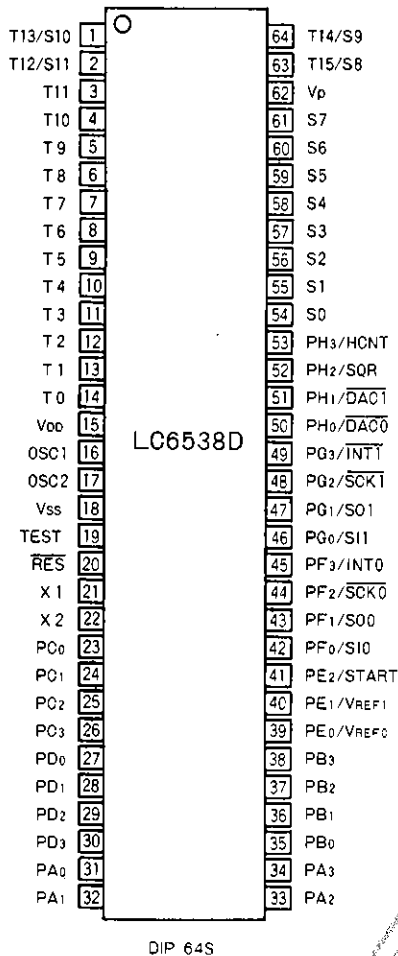 T13/S10 1 64 T14/S9
T12/S11 2 63 T15/S8
T11 3 62 Vp
T10 4 61 S7
T9 5 60 S6
T8 6 59 S5
T7 7 58 S4
T6 8 57 S3
T5 9 56 S2
T4 10 55 S1
T3 11 54 S0
T2 12 53 PH3/HCNT
T1 13 52 PH2/SQR
T0 14 51 PH1/DAC1
VDD 15 50 PH0/DAC0
LC6538D
OSC1 16 49 PG3/INT1
OSC2 17 48 PG2/SCK1
Vss 18 47 PG1/SO1
TEST 19 46 PG0/SI1
RES 20 45 PF3/INT0
X1 21 44 PF2/SCK0
X2 22 43 PF1/SO0
PC0 23 42 PF0/SI0
PC1 24 41 PE2/START
PC2 25 40 PE1/VREF1
PC3 26 39 PE0/VREF0
PD0 27 38 PB3
PD1 28 37 PB2
PD2 29 36 PB1
PD3 30 35 PB0
PA0 31 34 PA3
PA1 32 33 PA2
DIP 64S